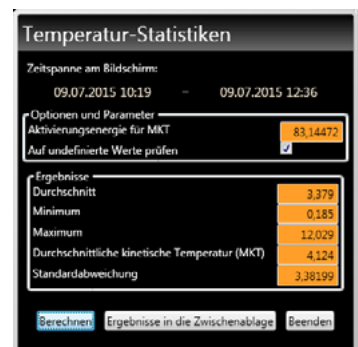 Temperatur-Statistiken
Zeitspanne am Bildschirm:
09.07.2015 10:19 – 09.07.2015 12:36
Optionen und Parameter
Aktivierungsenergie für MKT 83,14472
Auf undefinierte Werte prüfen
Ergebnisse
Durchschnitt 3,379
Minimum 0,185
Maximum 12,029
Durchschnittliche kinetische Temperatur (MKT) 4,124
Standardabweichung 3,38199
Berechnen Ergebnisse in die Zwischenablage Beenden